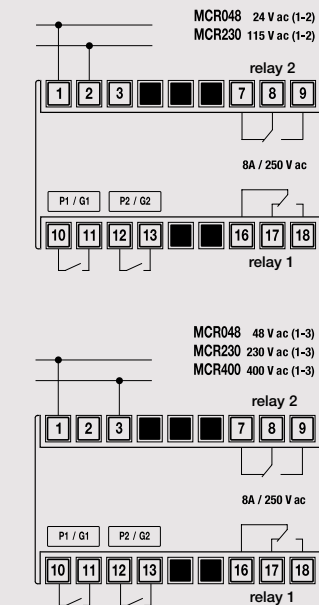 MCR048 24 V ac (1-2)
MCR230 115 V ac (1-2)
relay 2
1 2 3 7 8 9
8A / 250 V ac
P1 / G1 P2 / G2
10 11 12 13 16 17 18
relay 1
MCR048 48 V ac (1-3)
MCR230 230 V ac (1-3)
MCR400 400 V ac (1-3)
relay 2
1 2 3 7 8 9
8A / 250 V ac
P1 / G1 P2 / G2
10 11 12 13 16 17 18
relay 1